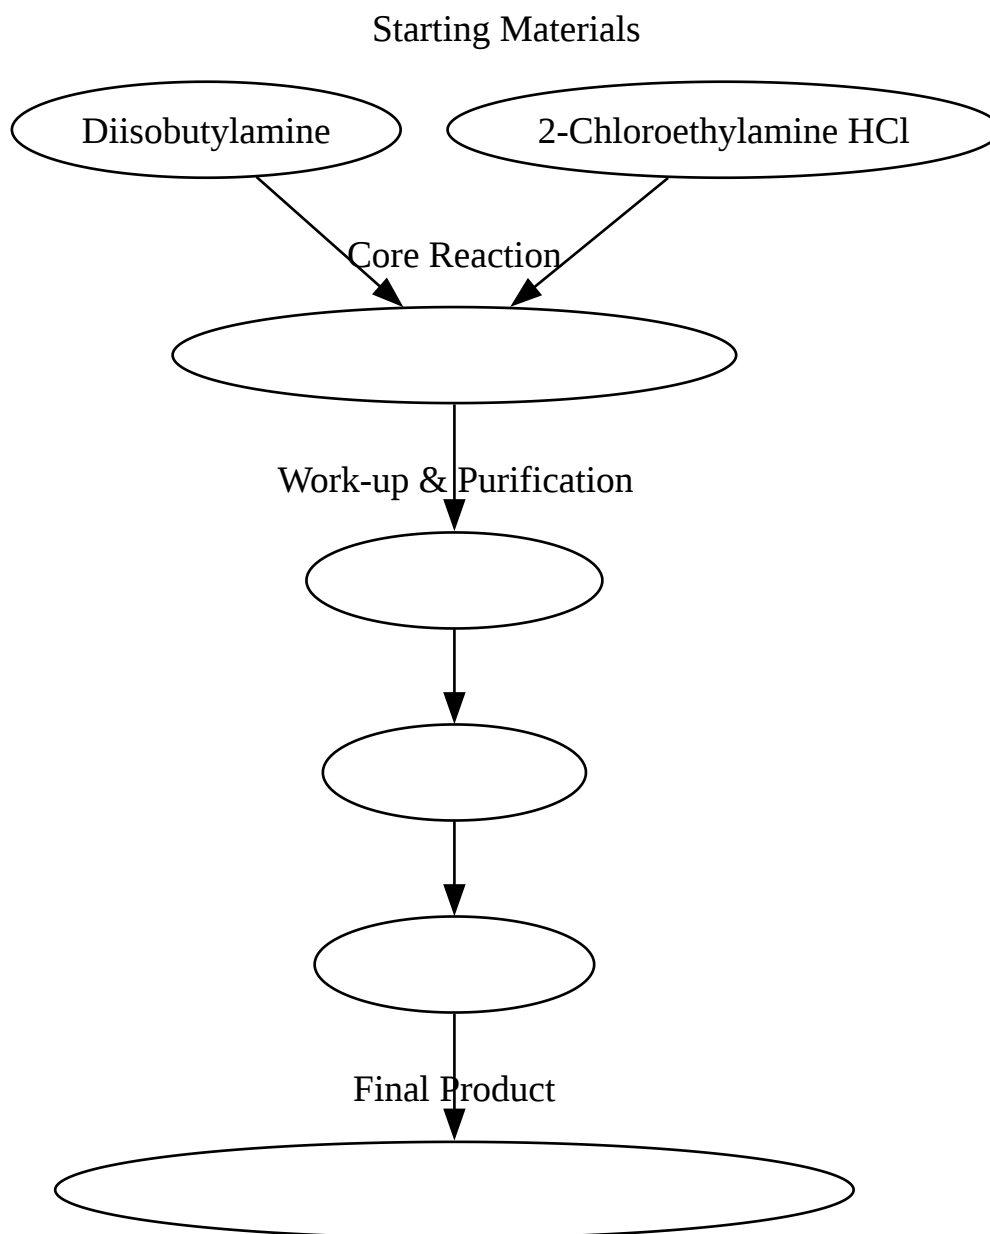 Starting Materials
Diisobutylamine
2-Chloroethylamine HCl
Core Reaction
Work-up & Purification
Final Product